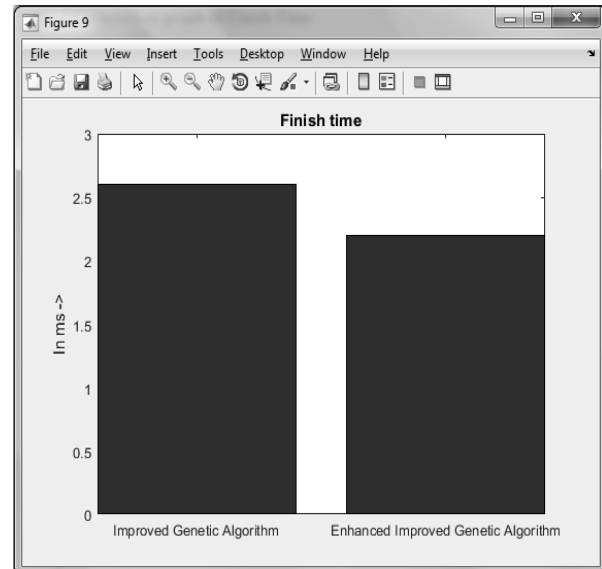 Figure 9
File Edit View Insert Tools Desktop Window Help
Finish time
3
2.5
2
1.5
1
0.5
0
In ms ->
Improved Genetic Algorithm Enhanced Improved Genetic Algorithm